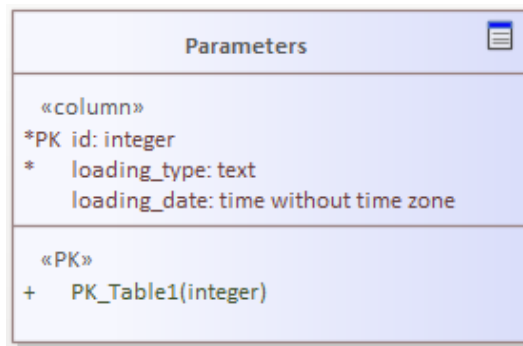 Parameters
«column»
*PK id: integer
* loading_type: text
loading_date: time without time zone
«PK»
+ PK_Table1(integer)